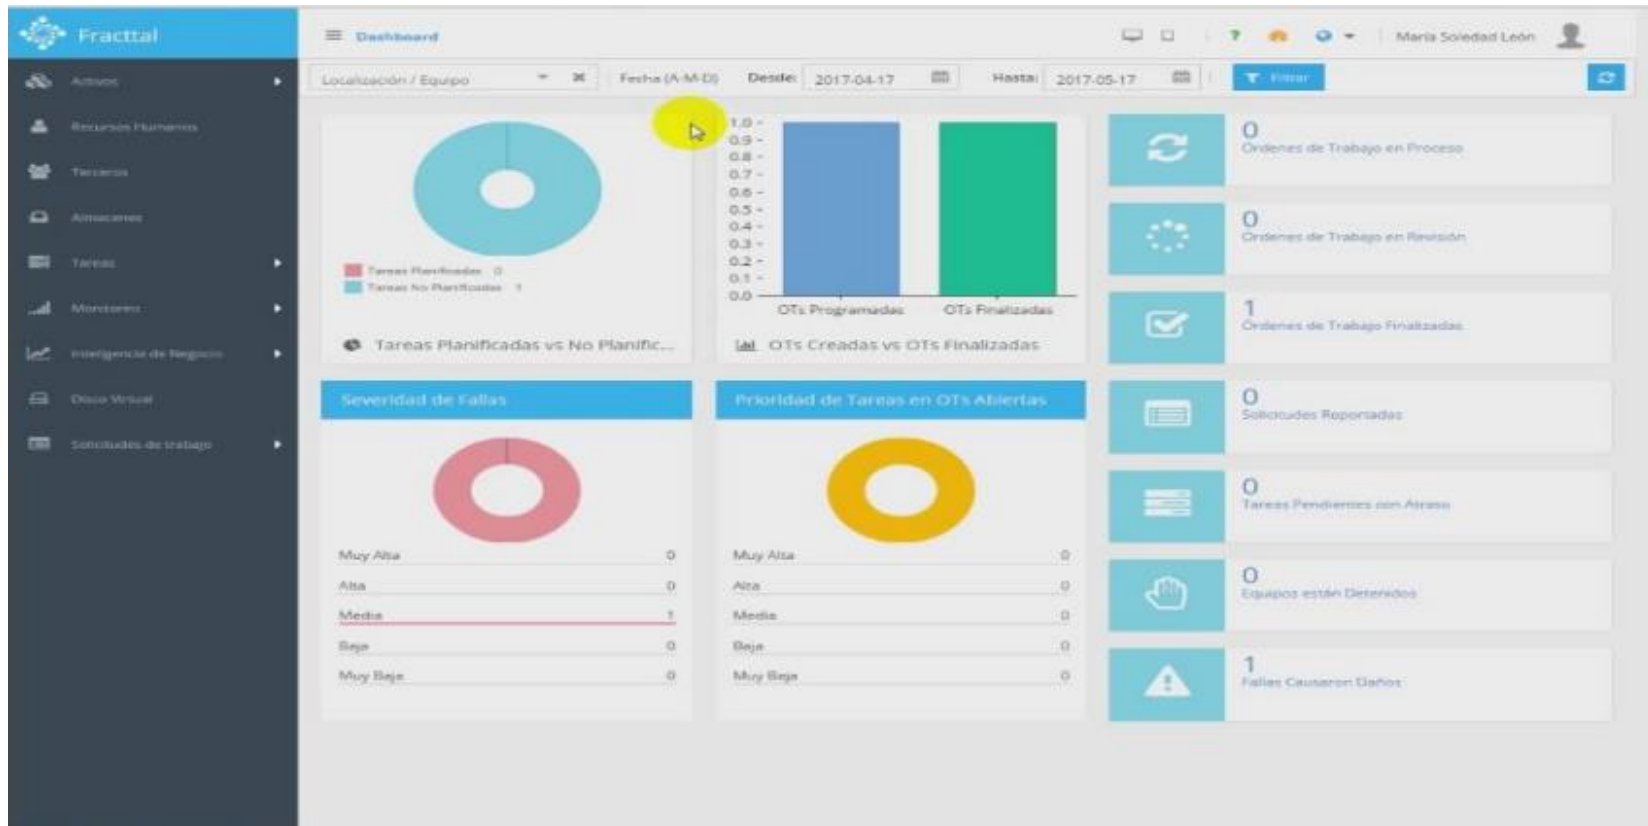 Fracttal
Dashboard
? María Soledad León
Activos
Recursos Humanos
Terceros
Almacenes
Tareas
Monitoreo
Inteligencia de Negocio
Disco Virtual
Solicitudes de trabajo
Localización / Equipo Fecha (A-M-D) Desde: 2017-04-17 Hasta: 2017-05-17 Filtrar
Tareas Planificadas 0
Tareas No Planificadas 1
Tareas Planificadas vs No Planific...
1.0
0.9
0.8
0.7
0.6
0.5
0.4
0.3
0.2
0.1
0.0
OTs Programadas OTs Finalizadas
OTs Creadas vs OTs Finalizadas
Severidad de Fallas
Muy Alta 0
Alta 0
Media 1
Baja 0
Muy Baja 0
Prioridad de Tareas en OTs Abiertas
Muy Alta 0
Alta 0
Media 0
Baja 0
Muy Baja 0
0
Órdenes de Trabajo en Proceso
0
Órdenes de Trabajo en Revisión
1
Órdenes de Trabajo Finalizadas
0
Solicitudes Reportadas
0
Tareas Pendientes con Atraso
0
Equipos están Detenidos
1
Fallas Causaron Daños